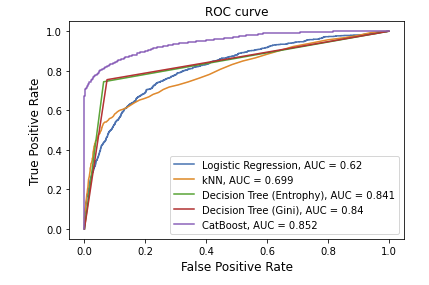 ROC curve
True Positive Rate
1.0
0.8
0.6
0.4
0.2
0.0
Logistic Regression, AUC = 0.62
kNN, AUC = 0.699
Decision Tree (Entrophy), AUC = 0.841
Decision Tree (Gini), AUC = 0.84
CatBoost, AUC = 0.852
0.0 0.2 0.4 0.6 0.8 1.0
False Positive Rate